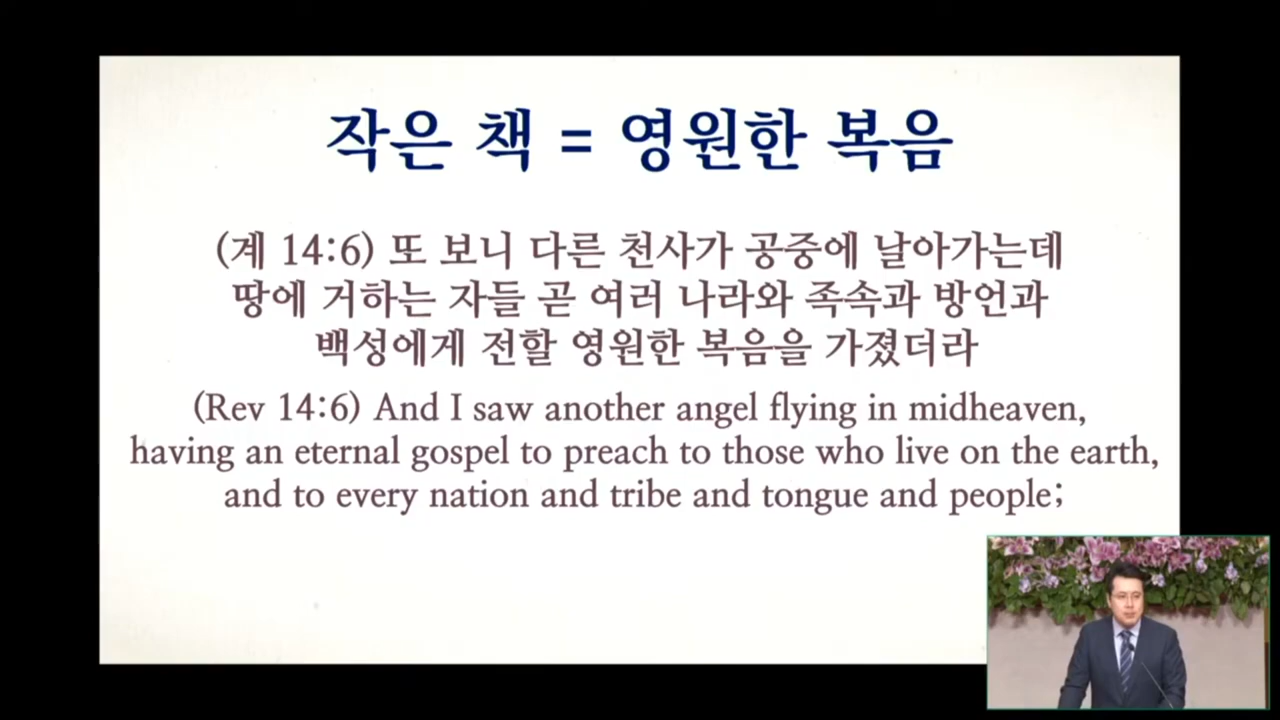 작은 책 = 영원한 복음
(계 14:6) 또 보니 다른 천사가 공중에 날아가는데
땅에 거하는 자들 곧 여러 나라와 족속과 방언과
백성에게 전할 영원한 복음을 가졌더라
(Rev 14:6) And I saw another angel flying in midheaven,
having an eternal gospel to preach to those who live on the earth,
and to every nation and tribe and tongue and people;